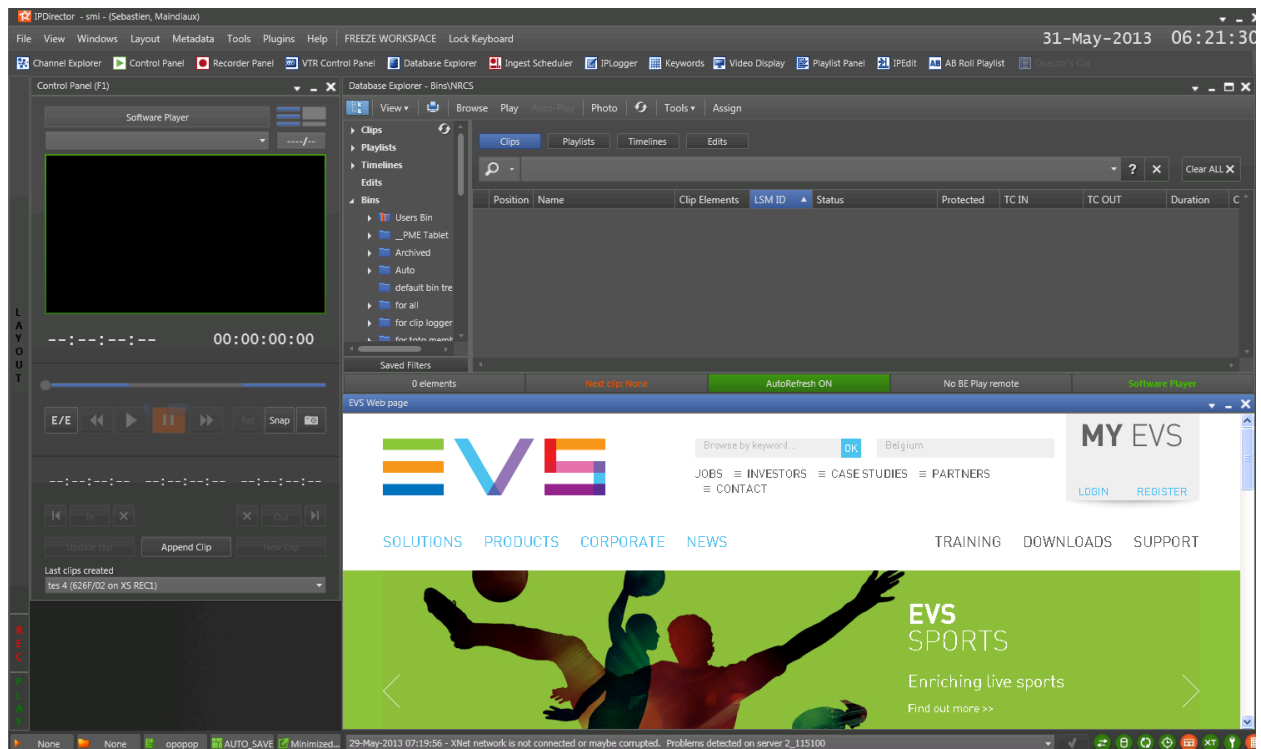 IPDirector - smi - (Sebastien, Maindiaux)
File View Windows Layout Metadata Tools Plugins Help FREEZE WORKSPACE Lock Keyboard 31-May-2013 06:21:30
Channel Explorer Control Panel Recorder Panel VTR Control Panel Database Explorer Ingest Scheduler IPLogger Keywords Video Display Playlist Panel IPEdit AB Roll Playlist Director's Cut
Control Panel (F1)
Software Player
----/--
--:--:--:-- 00:00:00:00
E/E Ret Snap
--:--:--:-- --:--:--:-- --:--:--:--
In Out
Update clip Append Clip New Clip
Last clips created
tes 4 (626F/02 on XS REC1)
LAYOUT
REC
PLAY
Database Explorer - Bins\NRCS
View Browse Play Auto-Play Photo Tools Assign
Clips
Playlists
Timelines
Edits
Bins
Users Bin
__PME Tablet
Archived
Auto
default bin tre
for all
for clip logger
for toto memb
Saved Filters
Clips Playlists Timelines Edits
? Clear ALL X
Position Name Clip Elements LSM ID Status Protected TC IN TC OUT Duration C
0 elements Next clip: None AutoRefresh ON No BE Play remote Software Player
EVS Web page
EVS
Browse by keyword... OK Belgium
JOBS INVESTORS CASE STUDIES PARTNERS
CONTACT
MY EVS
LOGIN REGISTER
SOLUTIONS PRODUCTS CORPORATE NEWS TRAINING DOWNLOADS SUPPORT
EVS
SPORTS
Enriching live sports
Find out more >>
None None opopop AUTO_SAVE Minimized... 29-May-2013 07:19:56 - XNet network is not connected or maybe corrupted. Problems detected on server 2_115100 XT